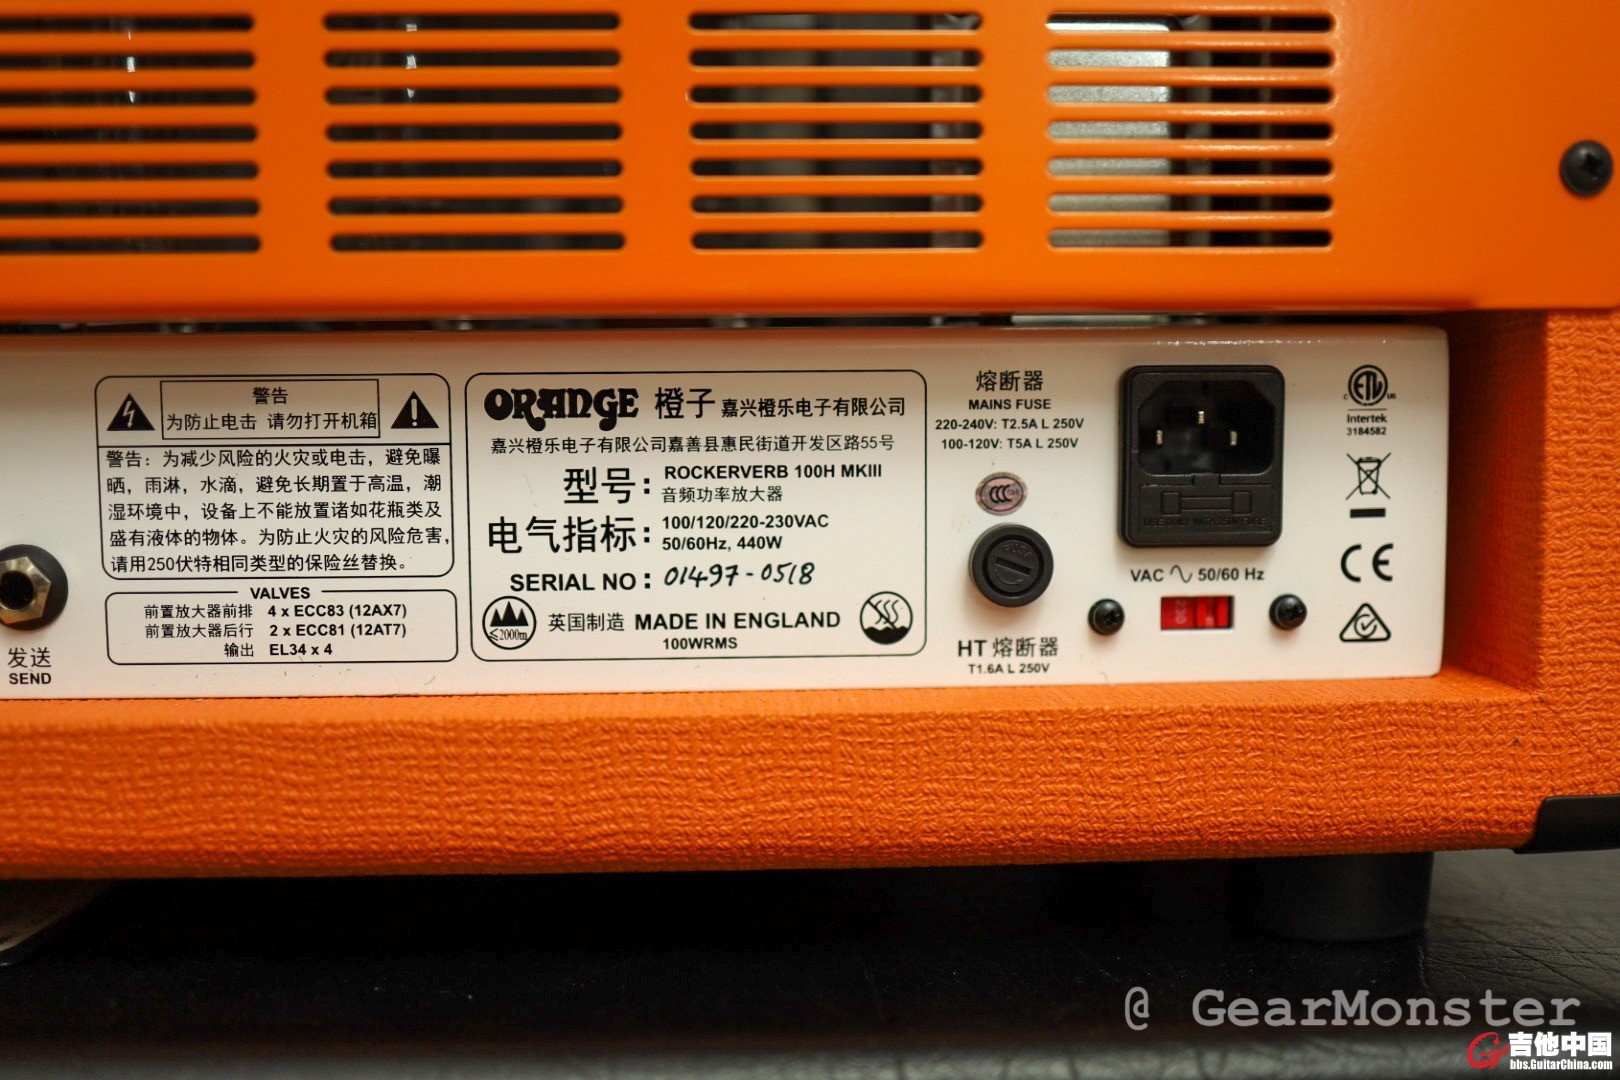 警告
为防止电击 请勿打开机箱
警告：为减少风险的火灾或电击，避免曝
晒，雨淋，水滴，避免长期置于高温，潮
湿环境中，设备上不能放置诸如花瓶类及
盛有液体的物体。为防止火灾的风险危害，
请用250伏特相同类型的保险丝替换。
VALVES
前置放大器前排 4 x ECC83 (12AX7)
前置放大器后行 2 x ECC81 (12AT7)
输出 EL34 x 4
发送
SEND
ORANGE 橙子 嘉兴橙乐电子有限公司
嘉兴橙乐电子有限公司嘉善县惠民街道开发区路55号
型号： ROCKERVERB 100H MKIII
音频功率放大器
电气指标： 100/120/220-230VAC
50/60Hz, 440W
SERIAL NO： 01497-0518
≤2000m
英国制造 MADE IN ENGLAND
100WRMS
熔断器
MAINS FUSE
220-240V: T2.5A L 250V
100-120V: T5A L 250V
CCC
FUSE
HT 熔断器
T1.6A L 250V
USE ONLY WITH 250V FUSE
VAC 50/60 Hz
230
ETL
C US
Intertek
3184582
CE
@ GearMonster
吉他中国
bbs.GuitarChina.com